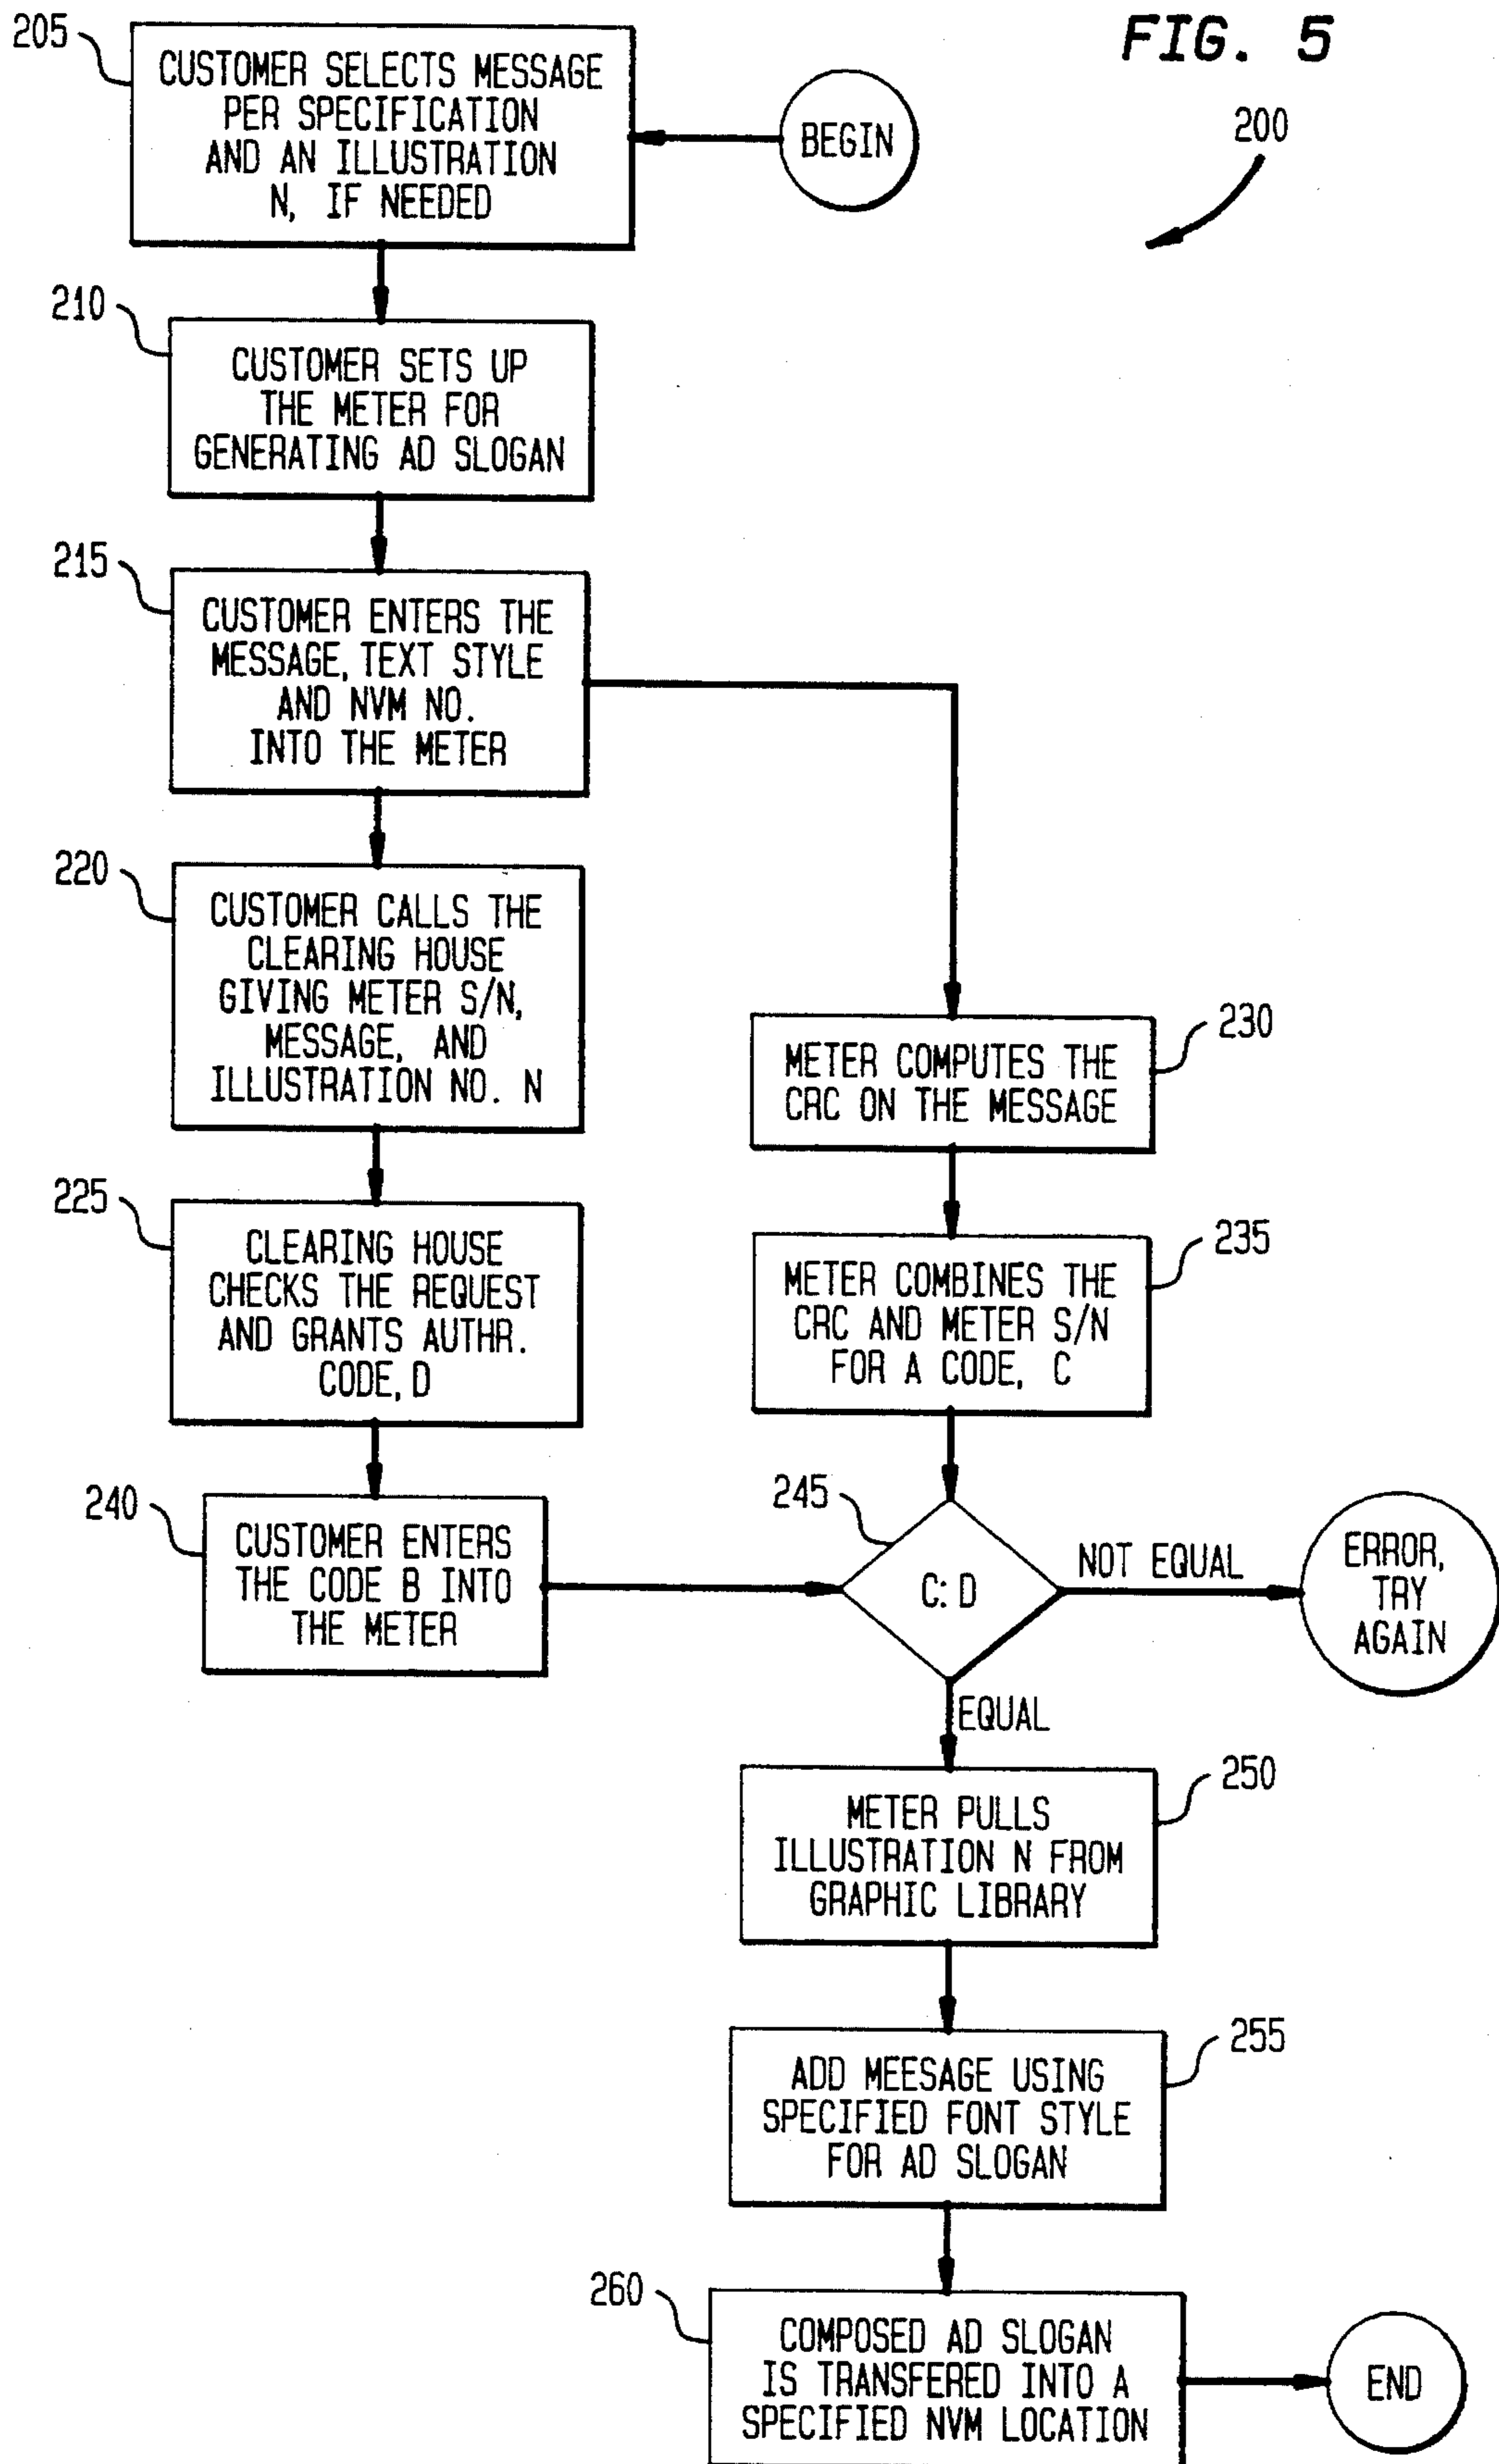 FIG. 5
200
BEGIN
205
CUSTOMER SELECTS MESSAGE
PER SPECIFICATION
AND AN ILLUSTRATION
N, IF NEEDED
210
CUSTOMER SETS UP
THE METER FOR
GENERATING AD SLOGAN
215
CUSTOMER ENTERS THE
MESSAGE, TEXT STYLE
AND NVM NO.
INTO THE METER
220
CUSTOMER CALLS THE
CLEARING HOUSE
GIVING METER S/N,
MESSAGE, AND
ILLUSTRATION NO. N
225
CLEARING HOUSE
CHECKS THE REQUEST
AND GRANTS AUTHR.
CODE, D
230
METER COMPUTES THE
CRC ON THE MESSAGE
235
METER COMBINES THE
CRC AND METER S/N
FOR A CODE, C
240
CUSTOMER ENTERS
THE CODE B INTO
THE METER
245
C: D
NOT EQUAL
ERROR,
TRY
AGAIN
EQUAL
250
METER PULLS
ILLUSTRATION N FROM
GRAPHIC LIBRARY
255
ADD MEESAGE USING
SPECIFIED FONT STYLE
FOR AD SLOGAN
260
COMPOSED AD SLOGAN
IS TRANSFERED INTO A
SPECIFIED NVM LOCATION
END